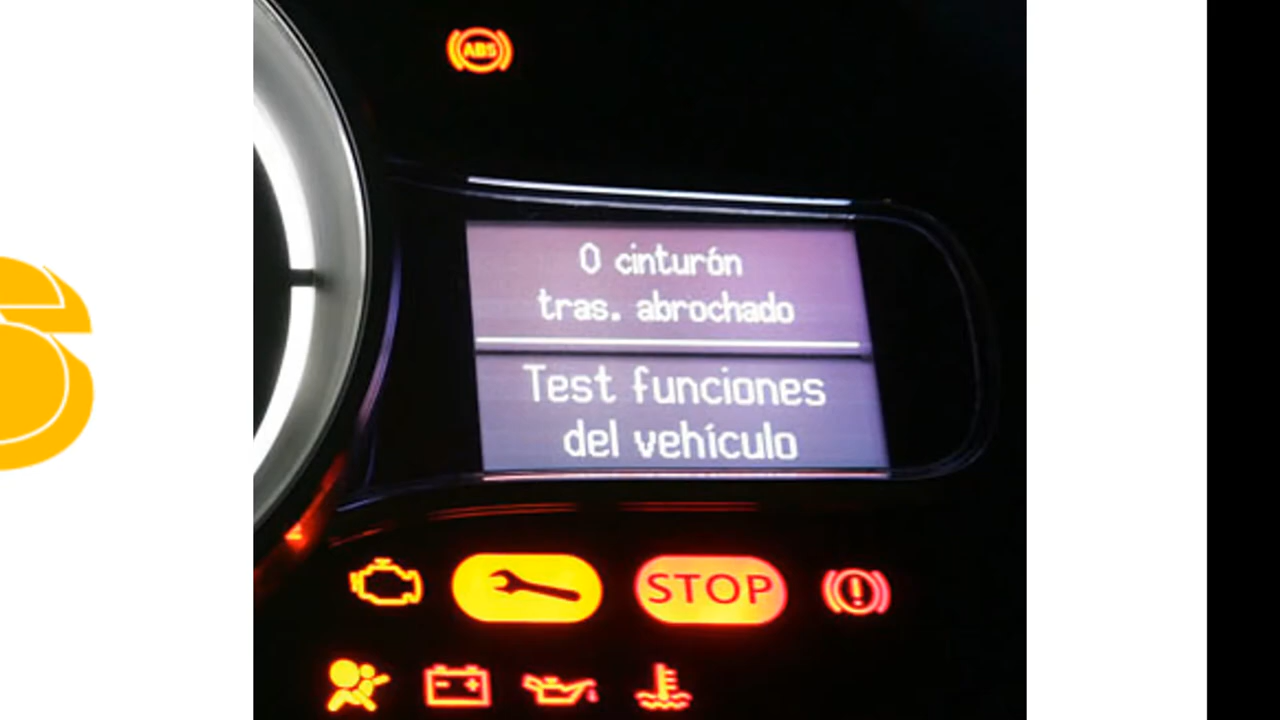 ABS
0 cinturón
tras. abrochado
Test funciones
del vehículo
STOP